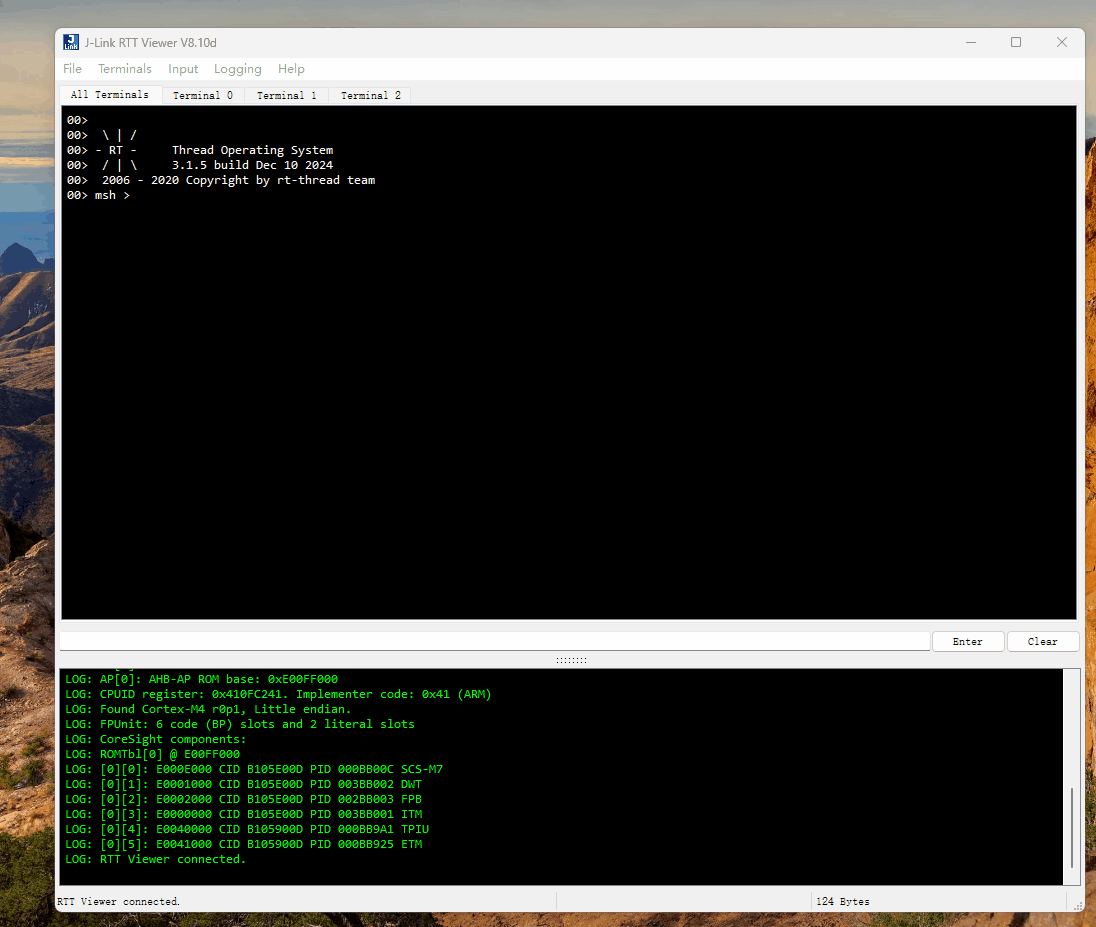 J-Link RTT Viewer V8.10d
File Terminals Input Logging Help
All Terminals Terminal 0 Terminal 1 Terminal 2
00>
00>  \ | /
00> - RT -     Thread Operating System
00>  / | \     3.1.5 build Dec 10 2024
00>  2006 - 2020 Copyright by rt-thread team
00> msh >
Enter Clear
LOG: AP[0]: AHB-AP ROM base: 0xE00FF000
LOG: CPUID register: 0x410FC241. Implementer code: 0x41 (ARM)
LOG: Found Cortex-M4 r0p1, Little endian.
LOG: FPUnit: 6 code (BP) slots and 2 literal slots
LOG: CoreSight components:
LOG: ROMTbl[0] @ E00FF000
LOG: [0][0]: E000E000 CID B105E00D PID 000BB00C SCS-M7
LOG: [0][1]: E0001000 CID B105E00D PID 003BB002 DWT
LOG: [0][2]: E0002000 CID B105E00D PID 002BB003 FPB
LOG: [0][3]: E0000000 CID B105E00D PID 003BB001 ITM
LOG: [0][4]: E0040000 CID B105900D PID 000BB9A1 TPIU
LOG: [0][5]: E0041000 CID B105900D PID 000BB925 ETM
LOG: RTT Viewer connected.
RTT Viewer connected. 124 Bytes